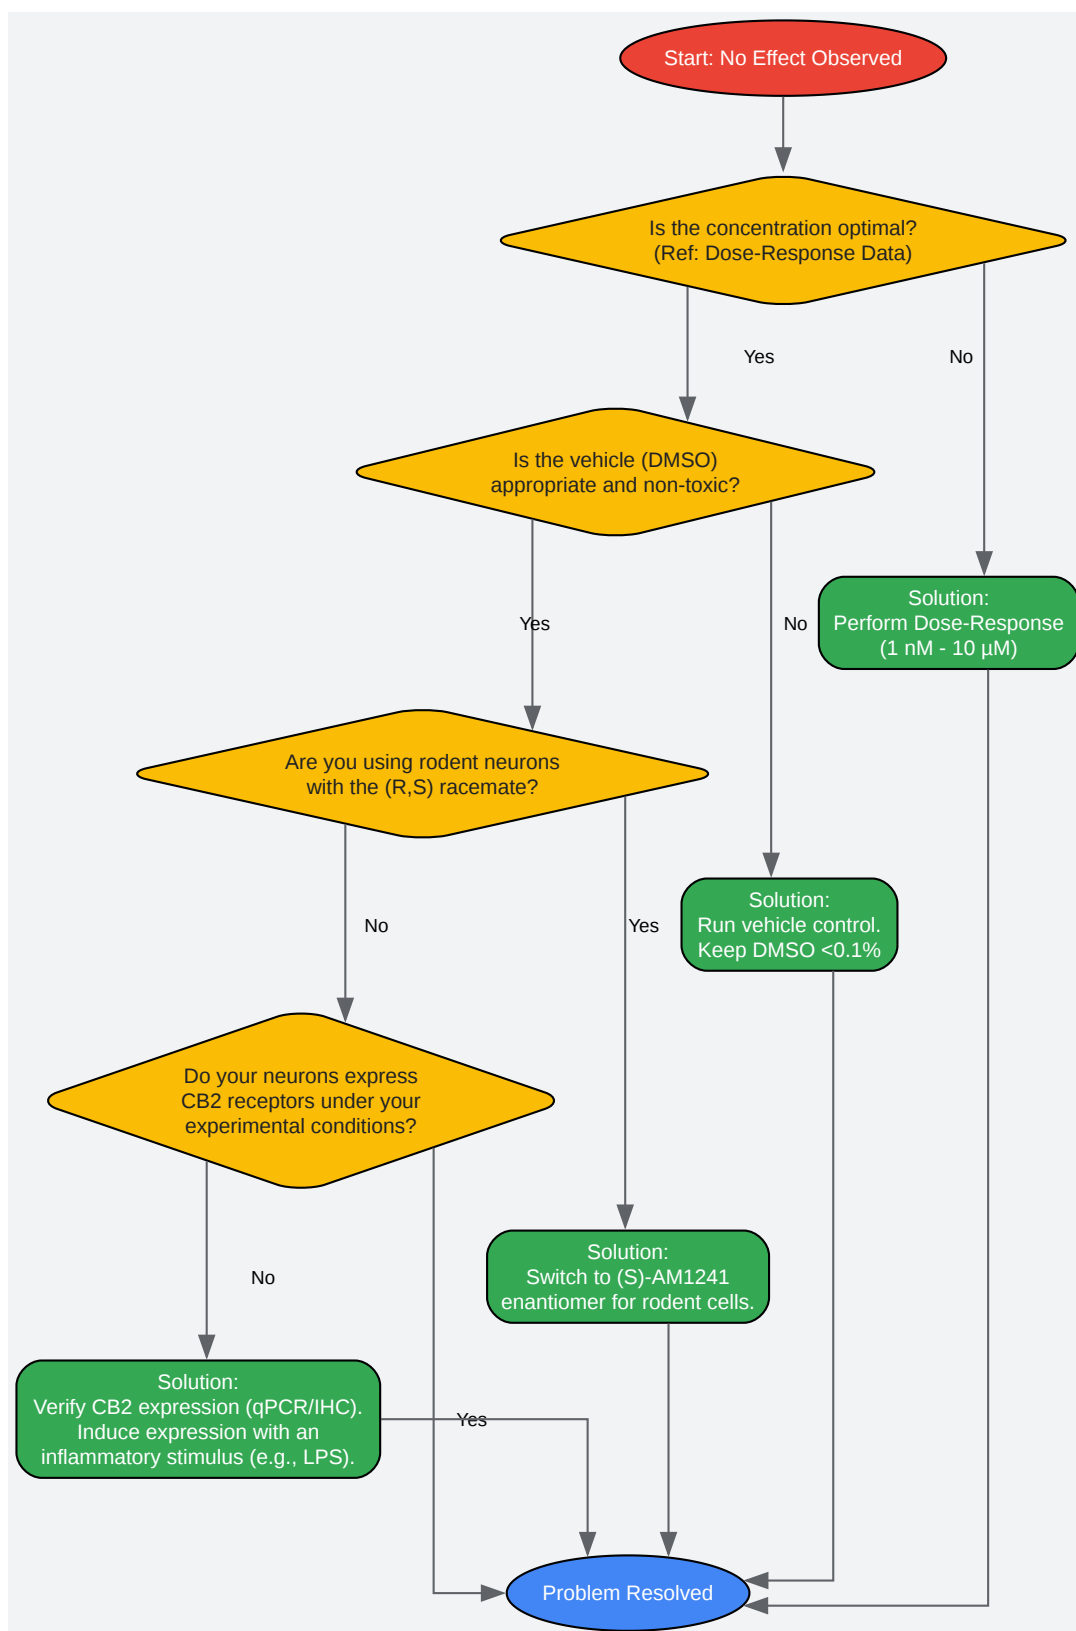 Start: No Effect Observed
Is the concentration optimal?
(Ref: Dose-Response Data)
Yes
No
Is the vehicle (DMSO)
appropriate and non-toxic?
Solution:
Perform Dose-Response
(1 nM - 10 µM)
Yes
No
Are you using rodent neurons
with the (R,S) racemate?
Solution:
Run vehicle control.
Keep DMSO <0.1%
No
Yes
Do your neurons express
CB2 receptors under your
experimental conditions?
Solution:
Switch to (S)-AM1241
enantiomer for rodent cells.
No
Solution:
Verify CB2 expression (qPCR/IHC).
Induce expression with an
inflammatory stimulus (e.g., LPS).
Yes
Problem Resolved